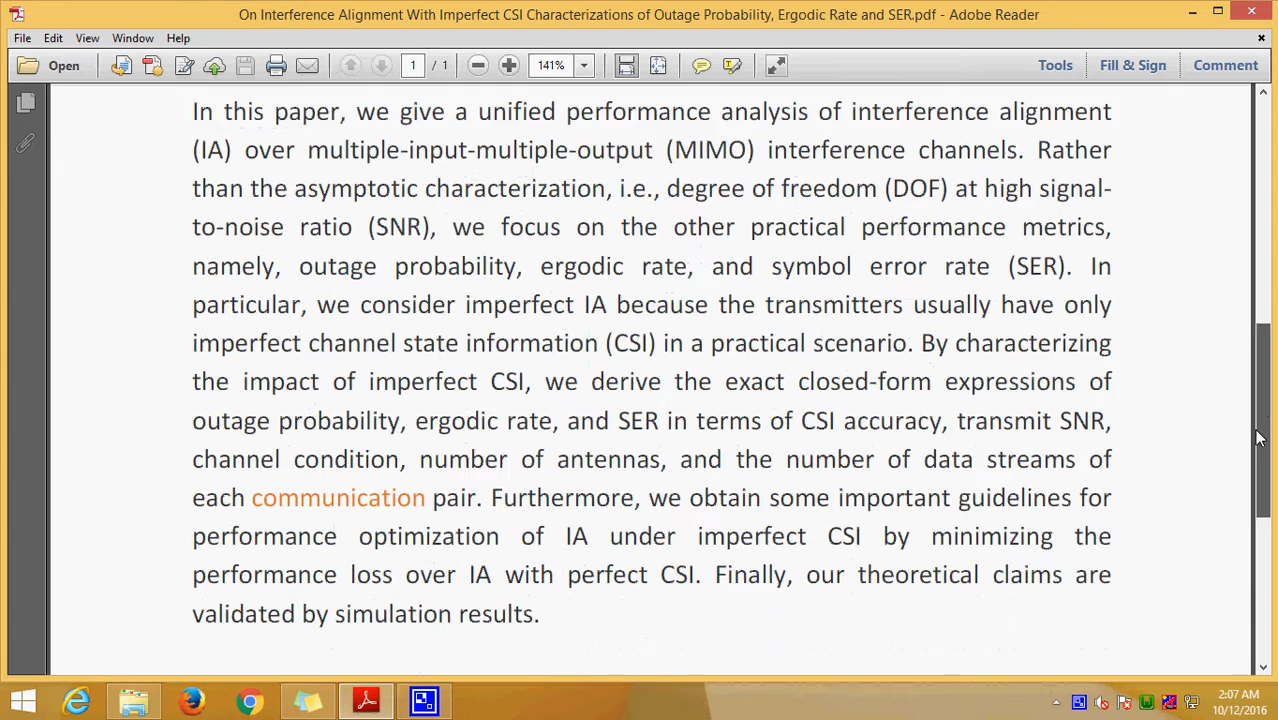 On Interference Alignment With Imperfect CSI Characterizations of Outage Probability, Ergodic Rate and SER.pdf - Adobe Reader
File Edit View Window Help
Open 1 / 1 141% Tools Fill & Sign Comment
In this paper, we give a unified performance analysis of interference alignment
(IA) over multiple-input-multiple-output (MIMO) interference channels. Rather
than the asymptotic characterization, i.e., degree of freedom (DOF) at high signal-
to-noise ratio (SNR), we focus on the other practical performance metrics,
namely, outage probability, ergodic rate, and symbol error rate (SER). In
particular, we consider imperfect IA because the transmitters usually have only
imperfect channel state information (CSI) in a practical scenario. By characterizing
the impact of imperfect CSI, we derive the exact closed-form expressions of
outage probability, ergodic rate, and SER in terms of CSI accuracy, transmit SNR,
channel condition, number of antennas, and the number of data streams of
each communication pair. Furthermore, we obtain some important guidelines for
performance optimization of IA under imperfect CSI by minimizing the
performance loss over IA with perfect CSI. Finally, our theoretical claims are
validated by simulation results.
2:07 AM
10/12/2016